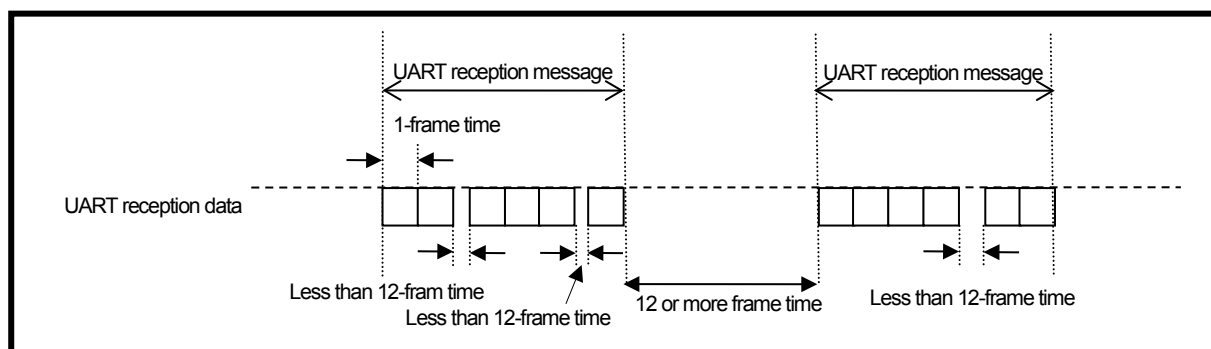 UART reception message
UART reception message
1-frame time
UART reception data
Less than 12-fram time
Less than 12-frame time
12 or more frame time
Less than 12-frame time